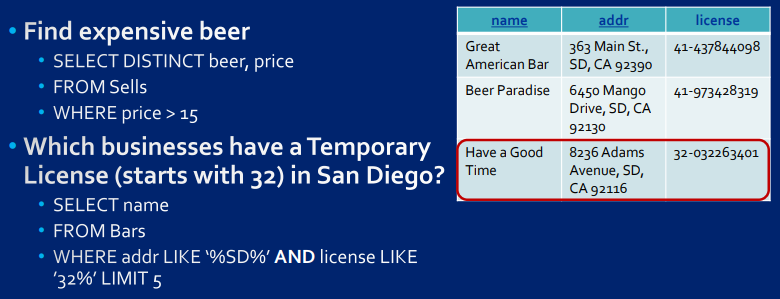 • Find expensive beer
• SELECT DISTINCT beer, price
• FROM Sells
• WHERE price > 15
• Which businesses have a Temporary
License (starts with 32) in San Diego?
• SELECT name
• FROM Bars
• WHERE addr LIKE ‘%SD%’ AND license LIKE
‘32%’ LIMIT 5
name addr license
Great 363 Main St., 41-437844098
American Bar SD, CA 92390
Beer Paradise 6450 Mango 41-973428319
Drive, SD, CA
92130
Have a Good 8236 Adams 32-032263401
Time Avenue, SD,
CA 92116